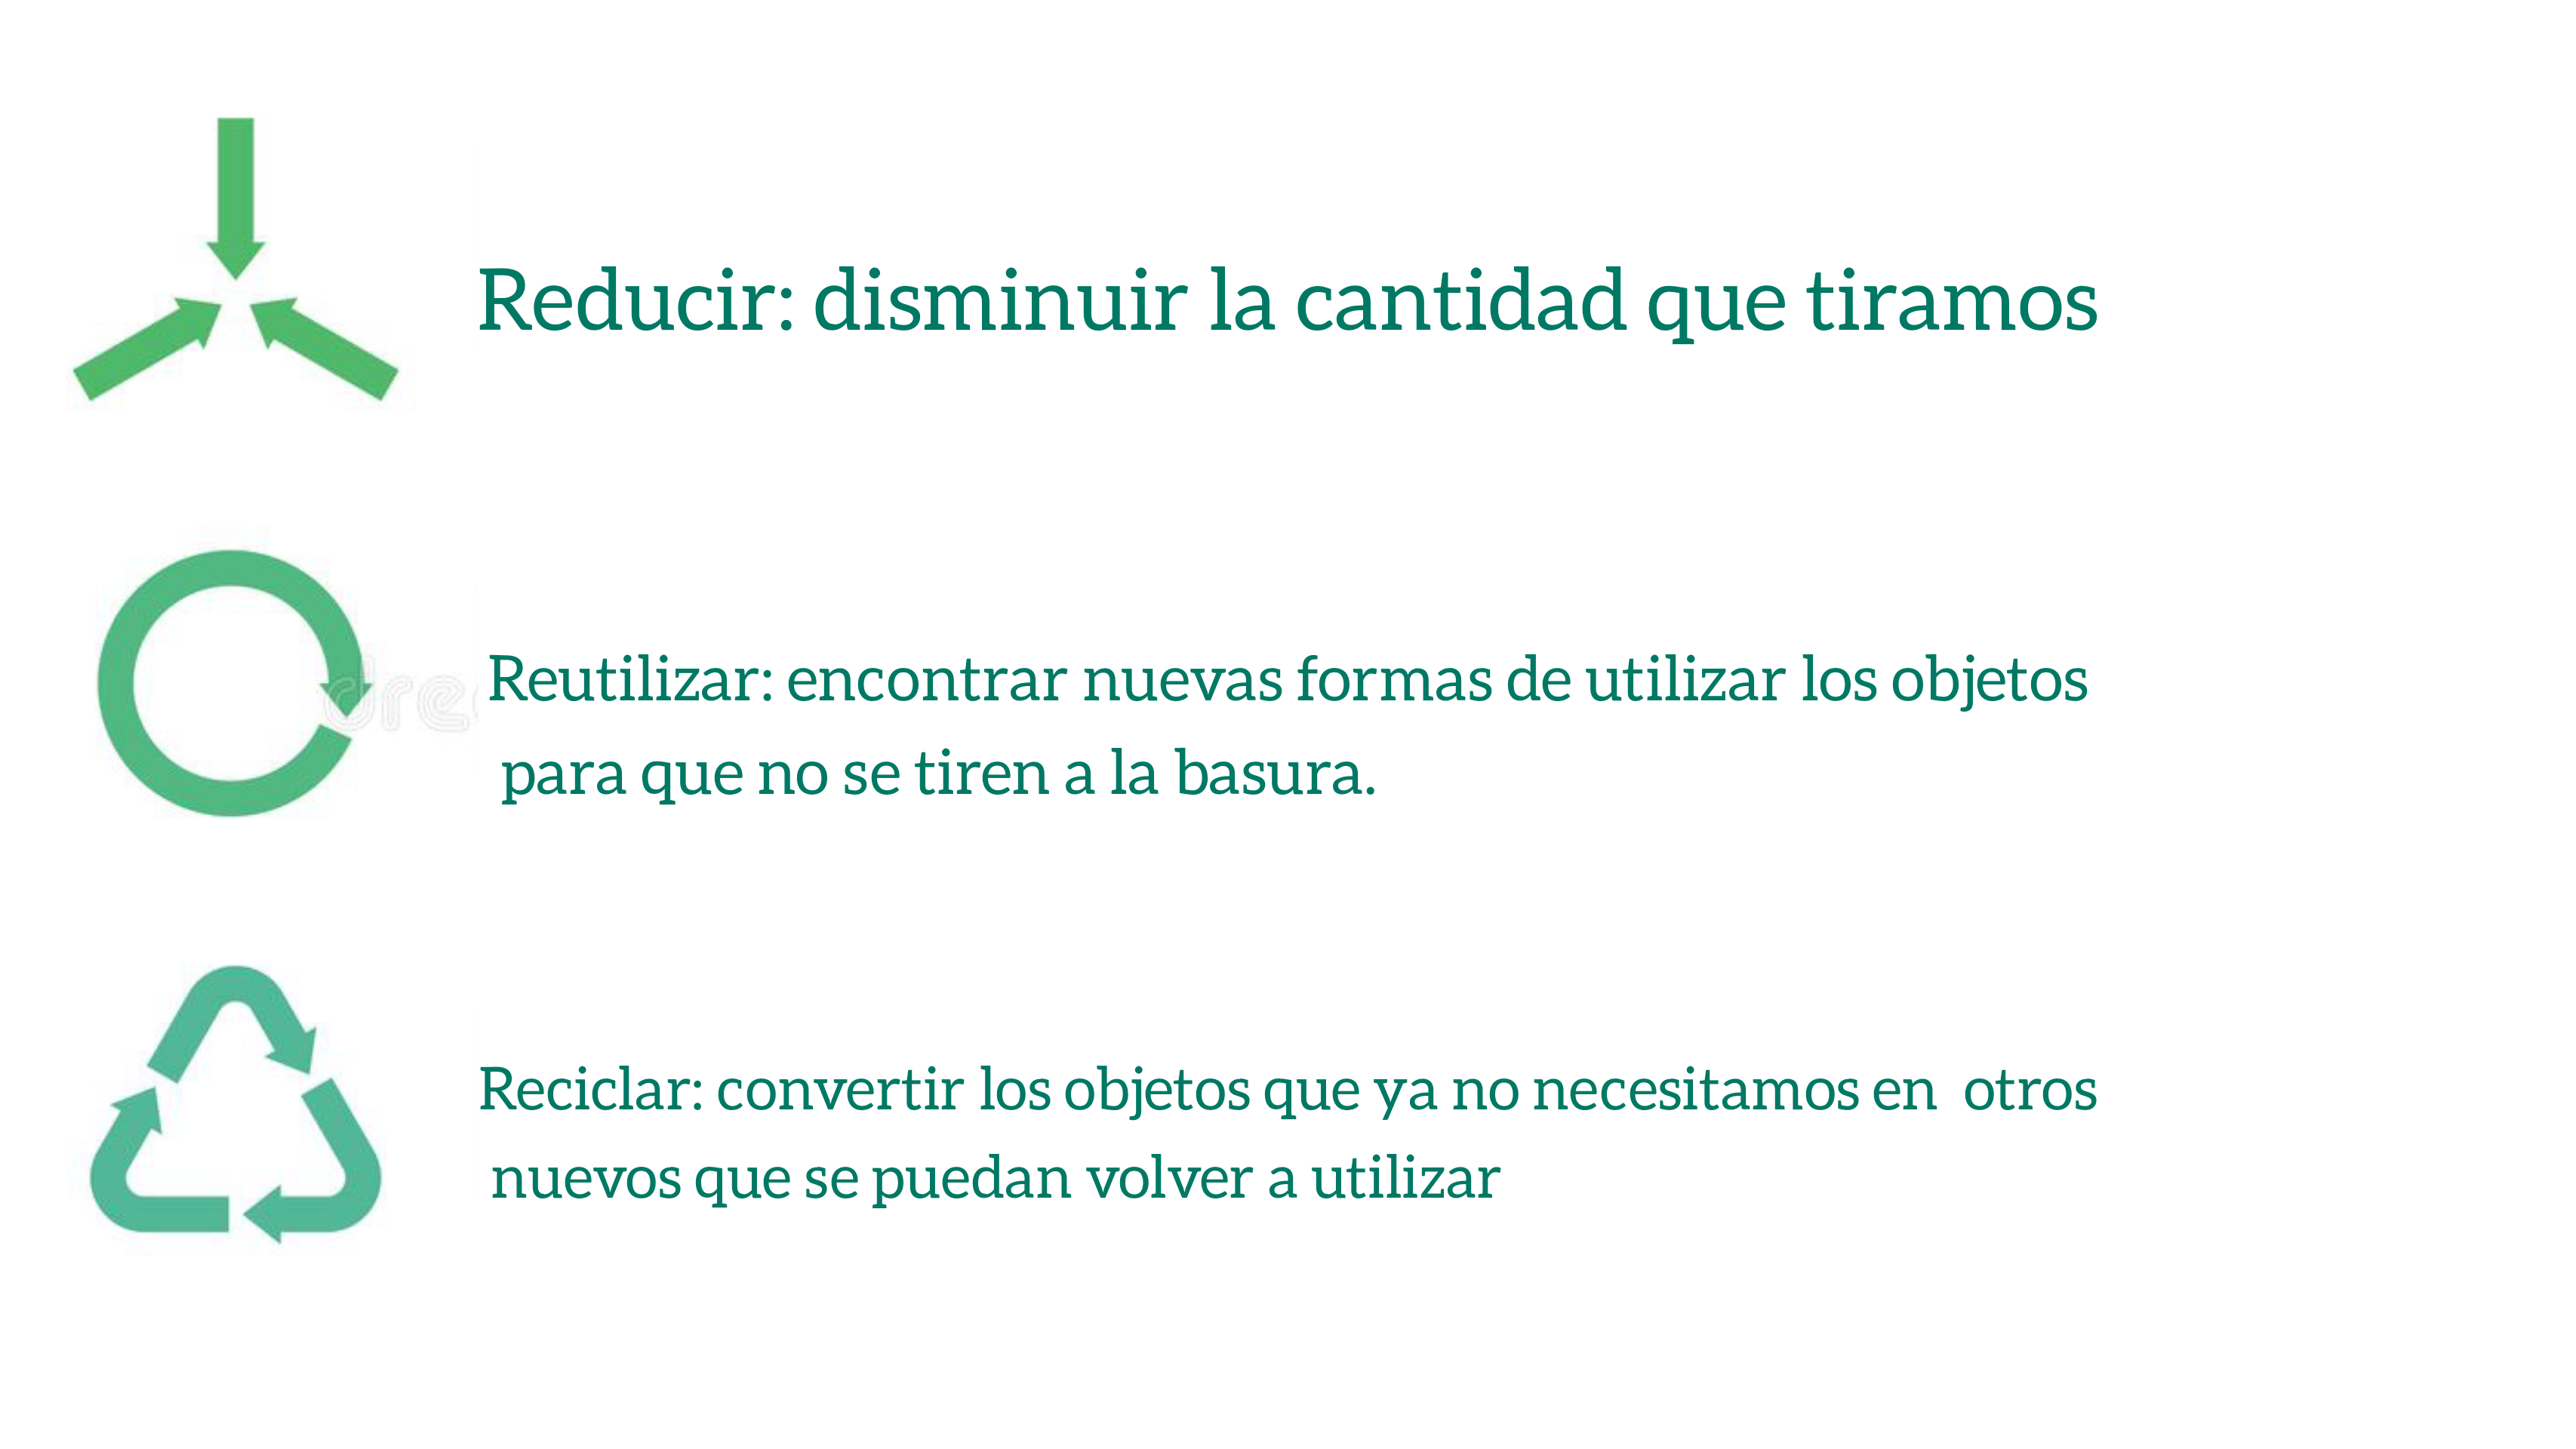 Reducir: disminuir la cantidad que tiramos
Reutilizar: encontrar nuevas formas de utilizar los objetos
para que no se tiren a la basura.
Reciclar: convertir los objetos que ya no necesitamos en otros
nuevos que se puedan volver a utilizar